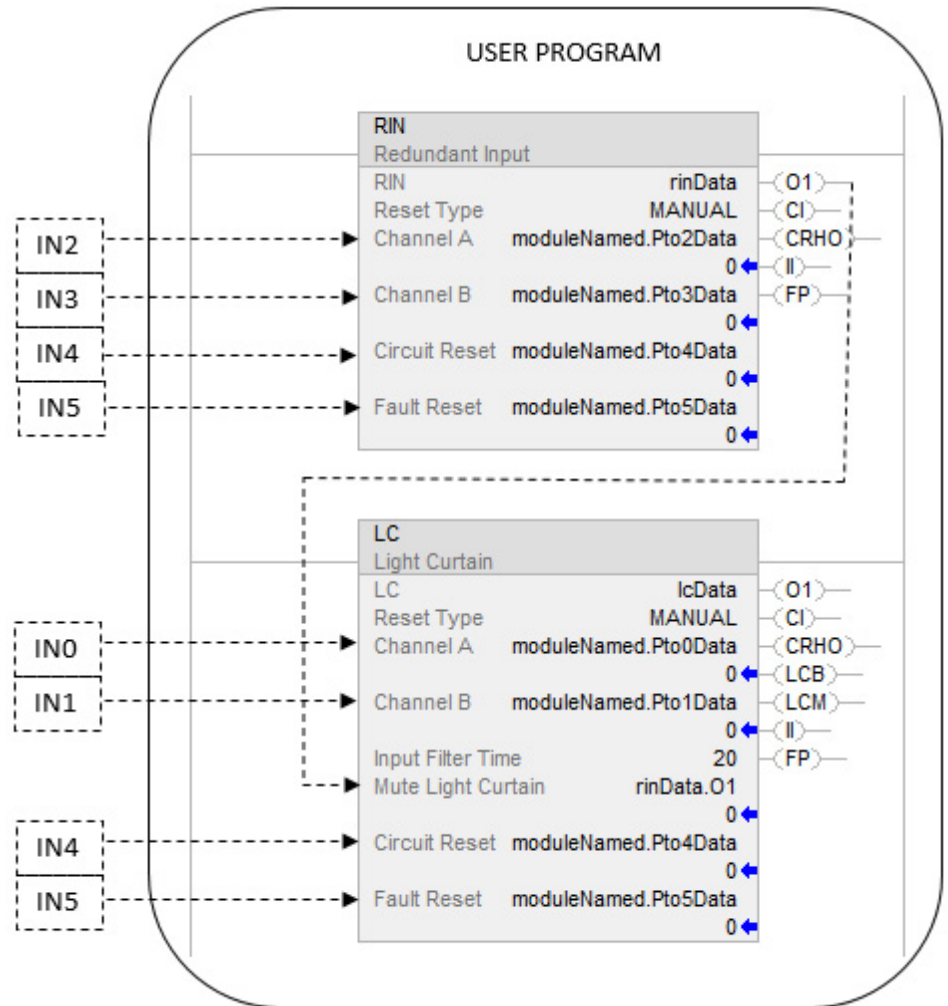 USER PROGRAM
RIN
Redundant Input
RIN rinData O1
Reset Type MANUAL CI
IN2 Channel A moduleNamed.Pto2Data CRHO
0 II
IN3 Channel B moduleNamed.Pto3Data FP
0
IN4 Circuit Reset moduleNamed.Pto4Data
0
IN5 Fault Reset moduleNamed.Pto5Data
0
LC
Light Curtain
LC lcData O1
Reset Type MANUAL CI
IN0 Channel A moduleNamed.Pto0Data CRHO
0 LCB
IN1 Channel B moduleNamed.Pto1Data LCM
0 II
Input Filter Time 20 FP
Mute Light Curtain rinData.O1
0
IN4 Circuit Reset moduleNamed.Pto4Data
0
IN5 Fault Reset moduleNamed.Pto5Data
0